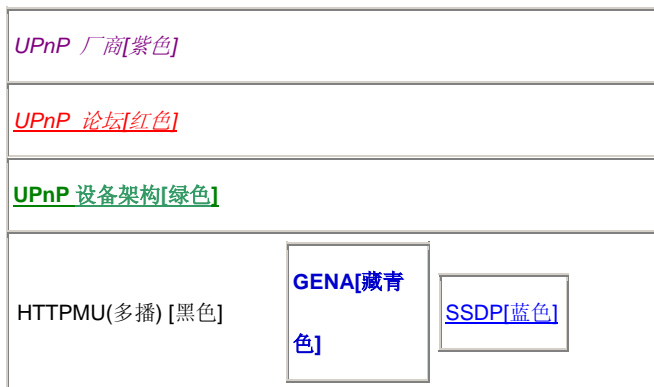 UPnP 厂商[紫色]
UPnP 论坛[红色]
UPnP 设备架构[绿色]
HTTPMU(多播) [黑色]
GENA[藏青
色]
SSDP[蓝色]